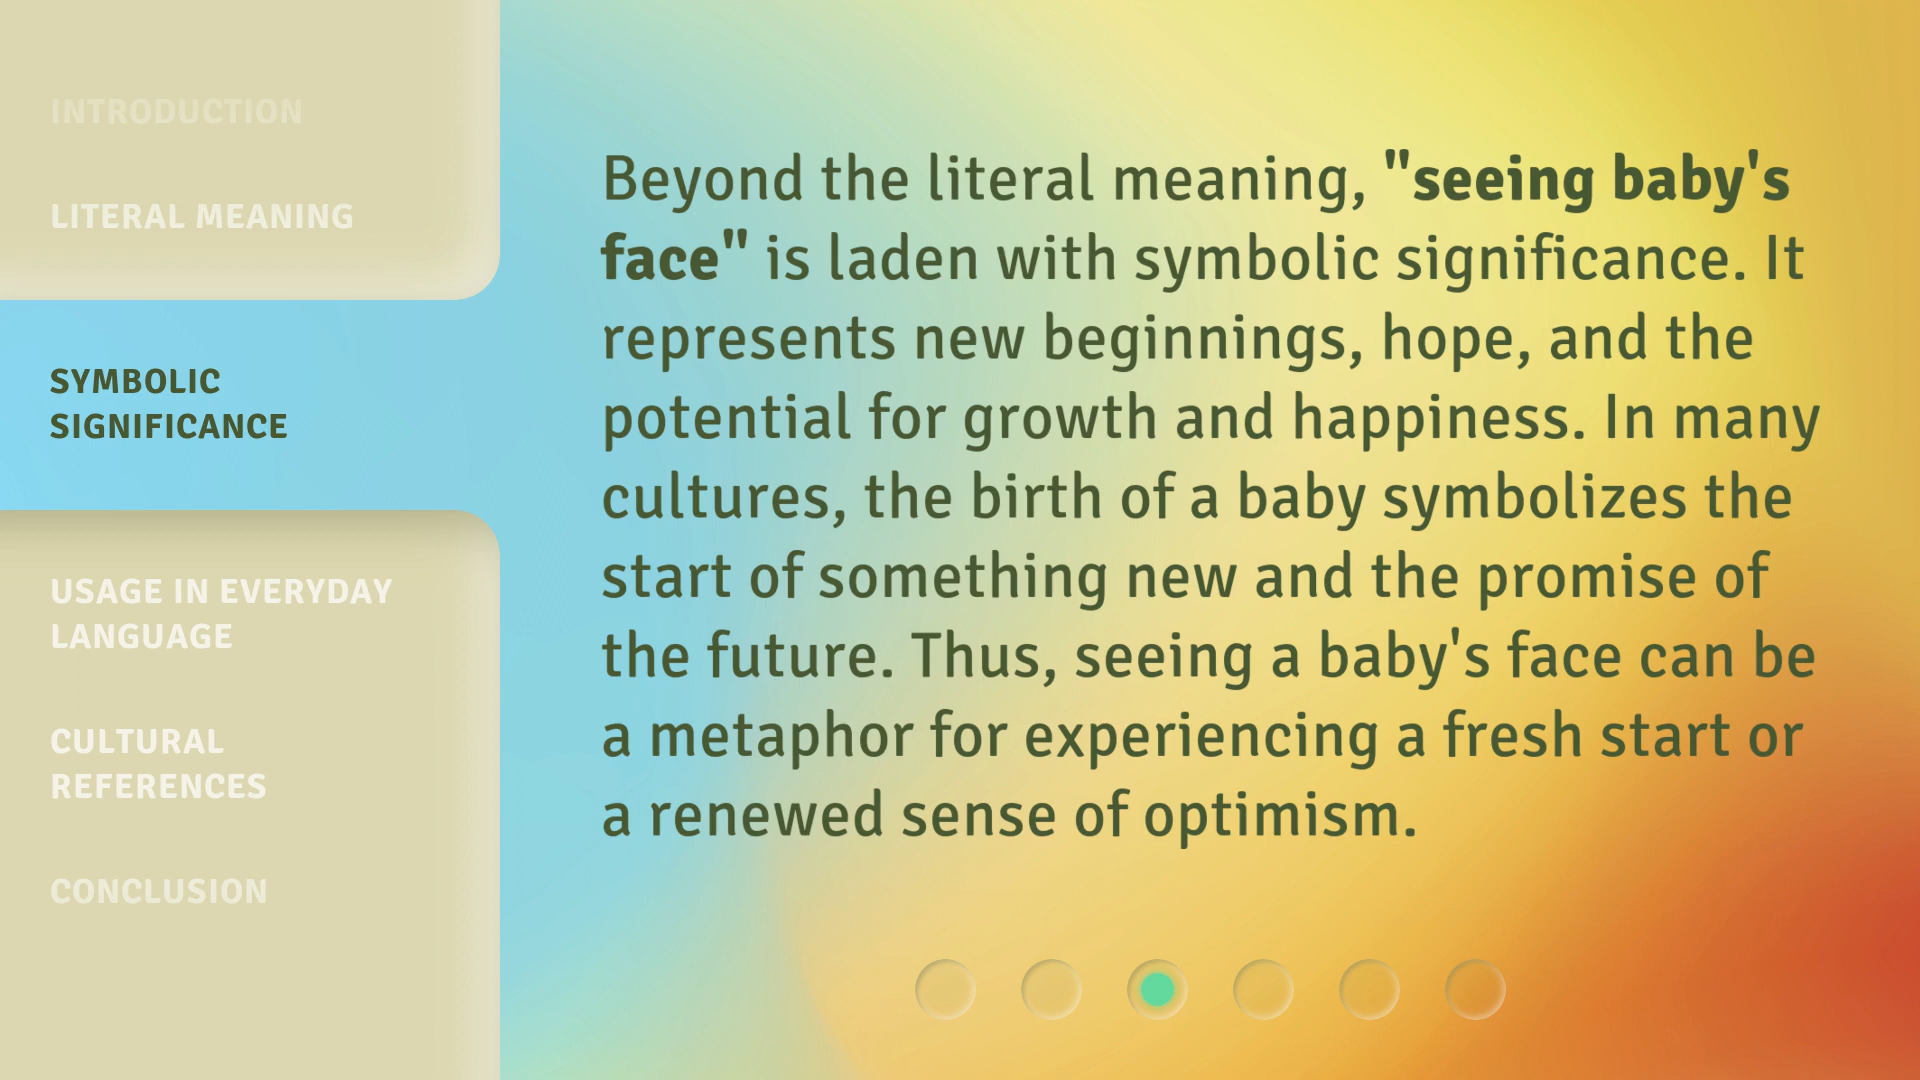 INTRODUCTION
LITERAL MEANING
SYMBOLIC
SIGNIFICANCE
USAGE IN EVERYDAY
LANGUAGE
CULTURAL
REFERENCES
CONCLUSION
Beyond the literal meaning, "seeing baby's
face" is laden with symbolic significance. It
represents new beginnings, hope, and the
potential for growth and happiness. In many
cultures, the birth of a baby symbolizes the
start of something new and the promise of
the future. Thus, seeing a baby's face can be
a metaphor for experiencing a fresh start or
a renewed sense of optimism.